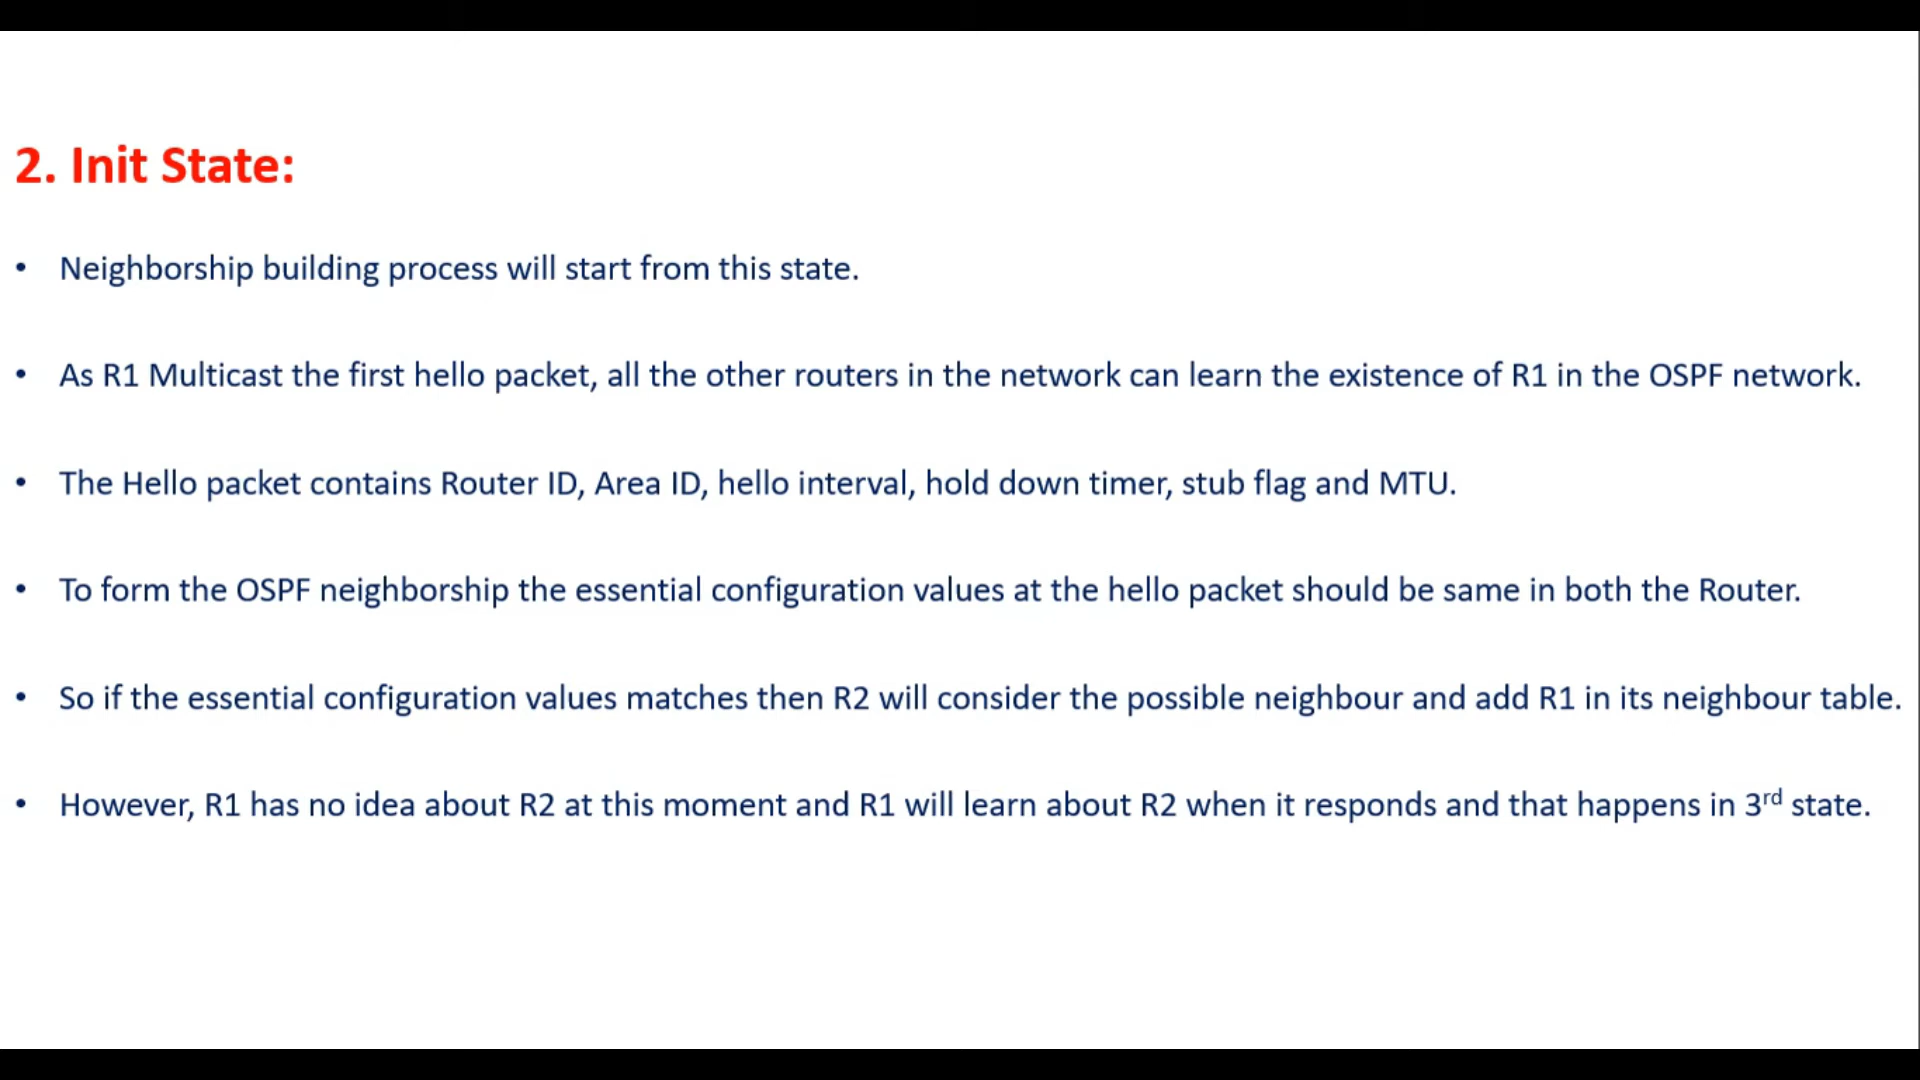 2. Init State:
• Neighborship building process will start from this state.
• As R1 Multicast the first hello packet, all the other routers in the network can learn the existence of R1 in the OSPF network.
• The Hello packet contains Router ID, Area ID, hello interval, hold down timer, stub flag and MTU.
• To form the OSPF neighborship the essential configuration values at the hello packet should be same in both the Router.
• So if the essential configuration values matches then R2 will consider the possible neighbour and add R1 in its neighbour table.
• However, R1 has no idea about R2 at this moment and R1 will learn about R2 when it responds and that happens in 3rd state.